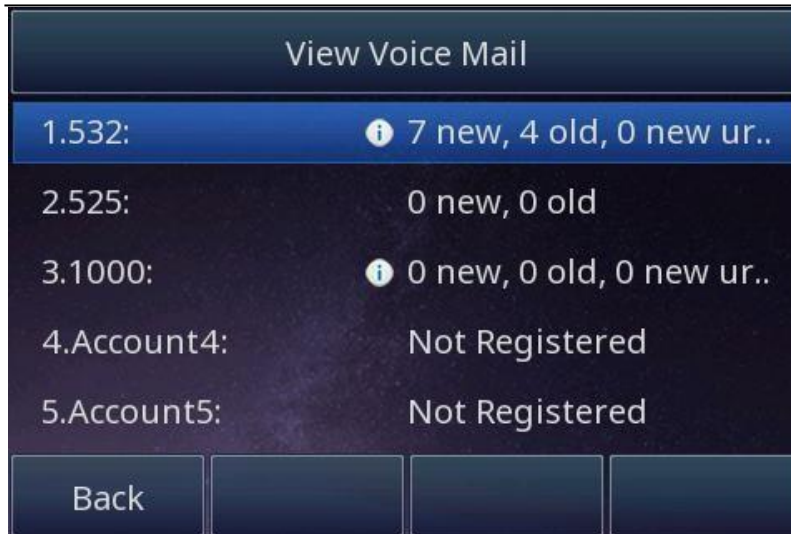 View Voice Mail
1.532: 7 new, 4 old, 0 new ur..
2.525: 0 new, 0 old
3.1000: 0 new, 0 old, 0 new ur..
4.Account4: Not Registered
5.Account5: Not Registered
Back